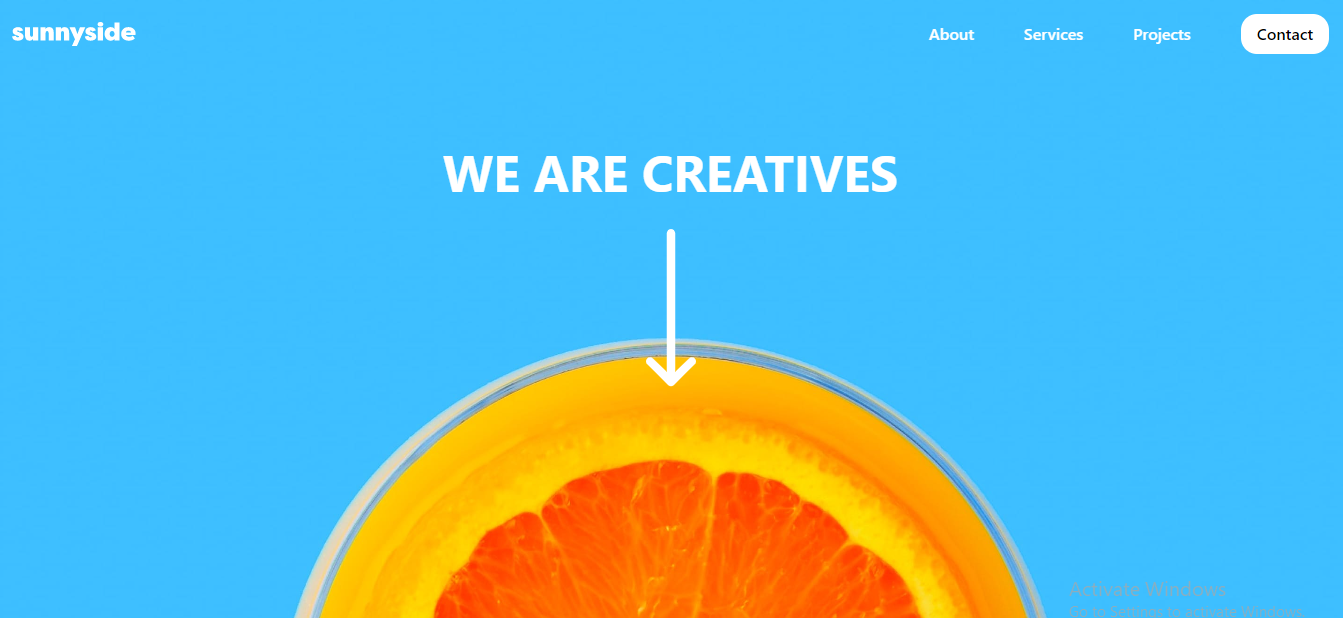 sunnyside
About
Services
Projects
Contact
WE ARE CREATIVES
Activate Windows
Go to Settings to activate Windows.